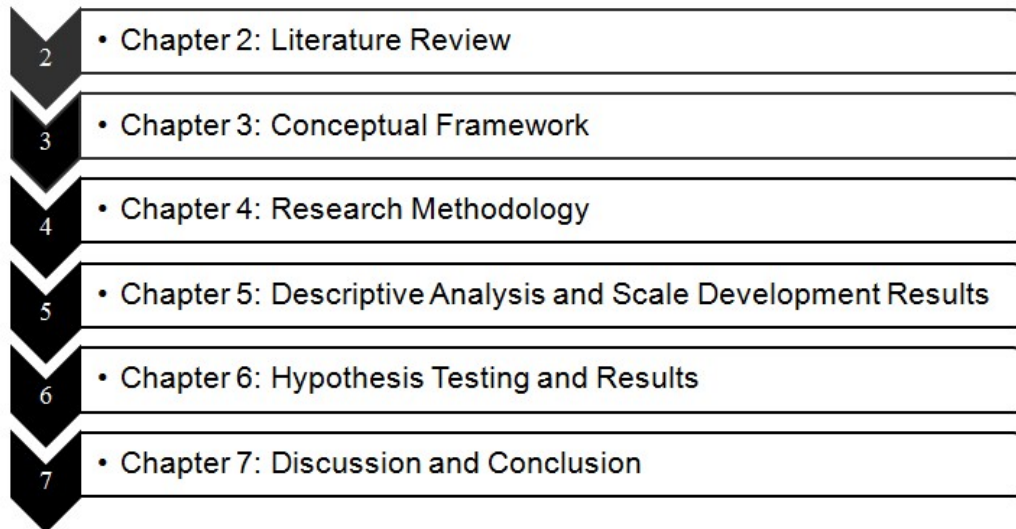 2
• Chapter 2: Literature Review
3
• Chapter 3: Conceptual Framework
4
• Chapter 4: Research Methodology
5
• Chapter 5: Descriptive Analysis and Scale Development Results
6
• Chapter 6: Hypothesis Testing and Results
7
• Chapter 7: Discussion and Conclusion